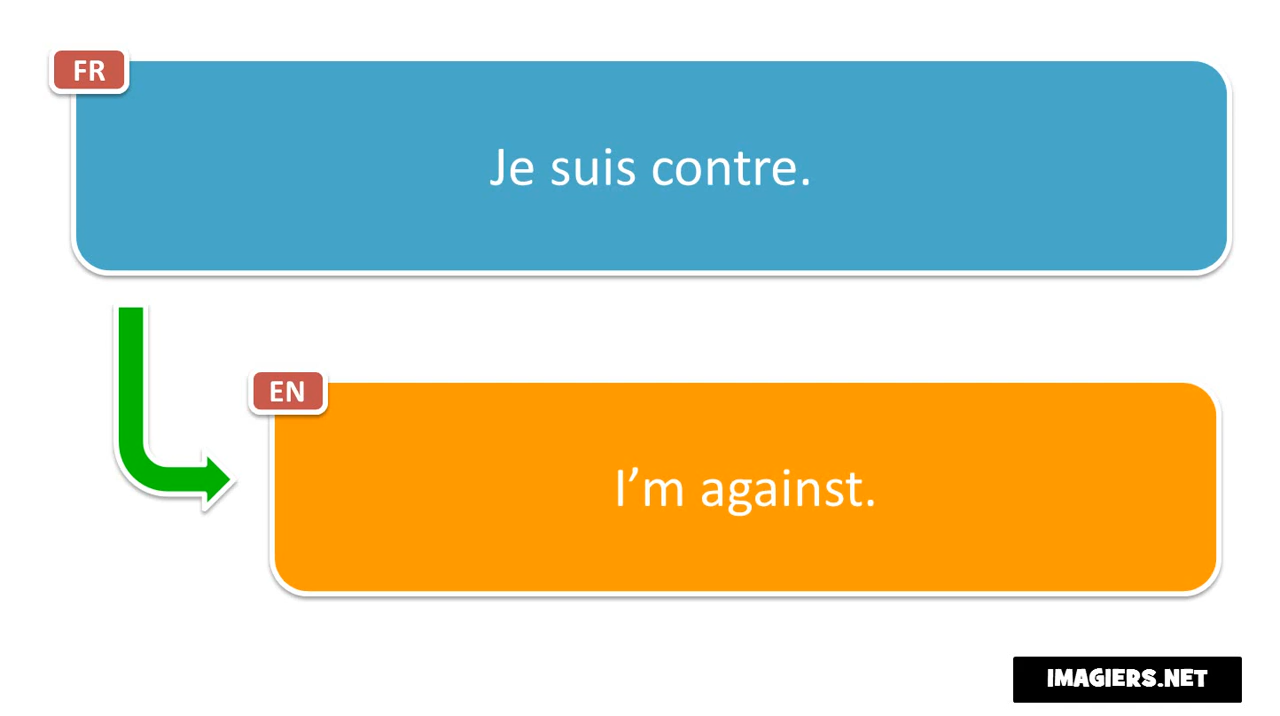 FR
Je suis contre.
EN
I’m against.
IMAGIERS.NET